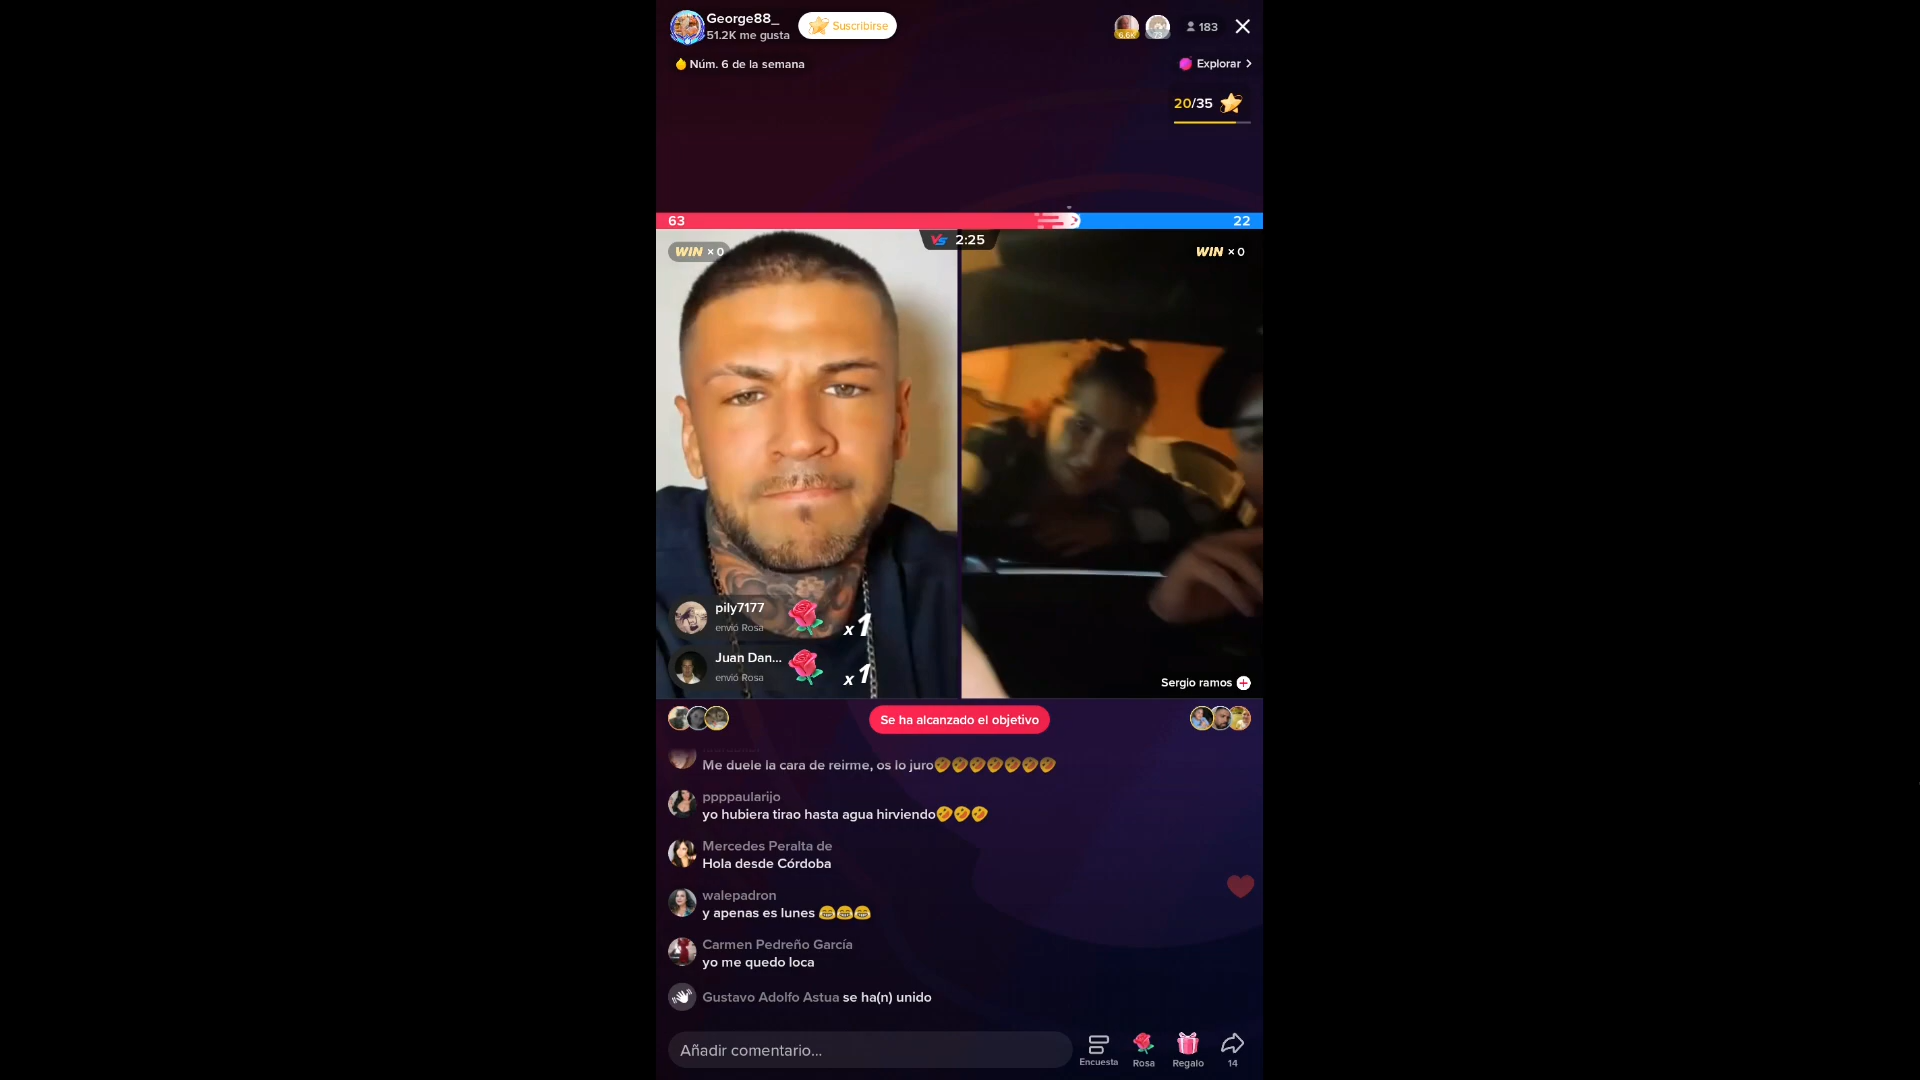 George88_
51.2K me gusta
Suscribirse
183
Núm. 6 de la semana
Explorar
20/35
63
22
WIN × 0
VS 2:25
WIN × 0
pily7177
envió Rosa
x1
Juan Dan...
envió Rosa
x1
Sergio ramos
Se ha alcanzado el objetivo
Me duele la cara de reirme, os lo juro🤣🤣🤣🤣🤣🤣🤣
ppppaularijo
yo hubiera tirao hasta agua hirviendo🤣🤣🤣
Mercedes Peralta de
Hola desde Córdoba
walepadron
y apenas es lunes 😂😂😂
Carmen Pedreño García
yo me quedo loca
Gustavo Adolfo Astua se ha(n) unido
Añadir comentario...
Encuesta
Rosa
Regalo
14